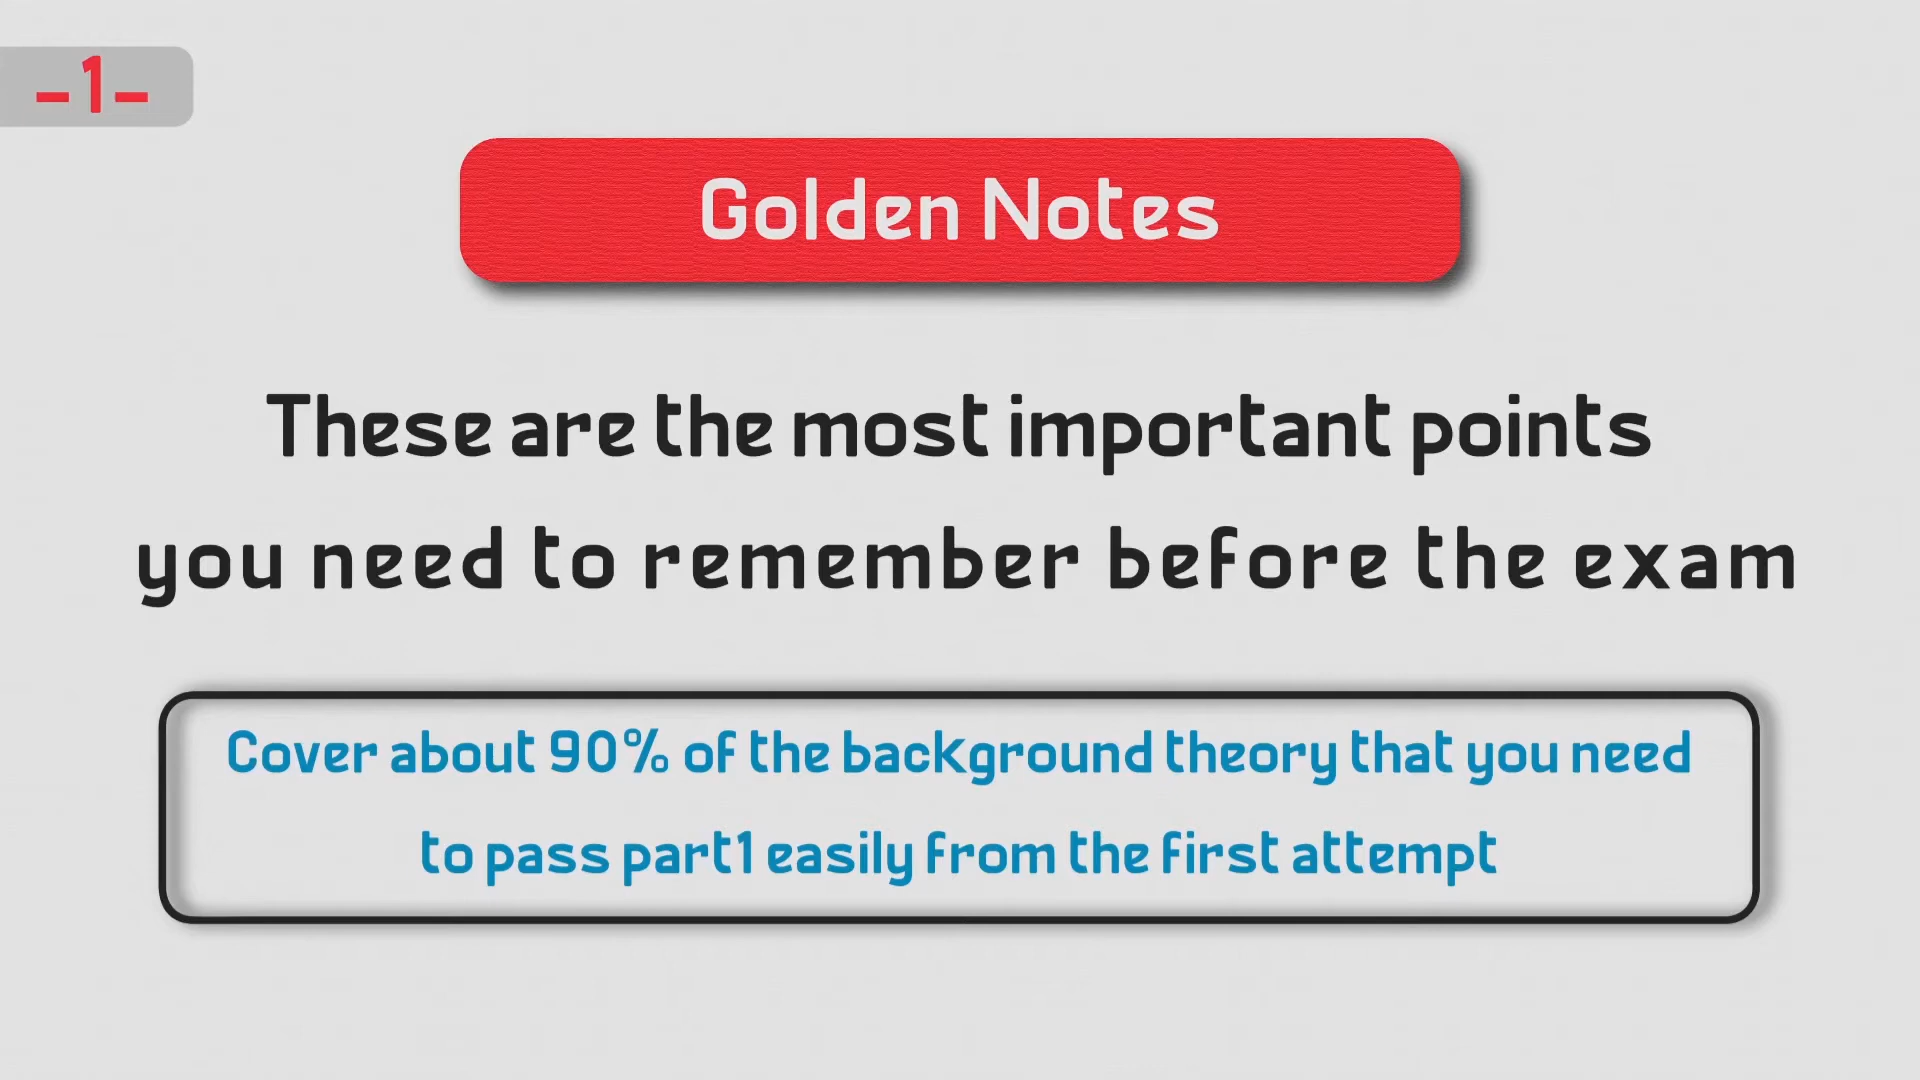 -1-
Golden Notes
These are the most important points
you need to remember before the exam
Cover about 90% of the background theory that you need
to pass part1 easily from the first attempt